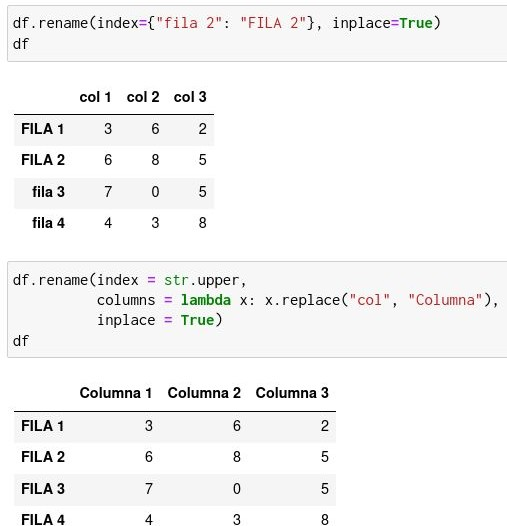 df.rename(index={"fila 2": "FILA 2"}, inplace=True)
df
col 1 col 2 col 3
FILA 1 3 6 2
FILA 2 6 8 5
fila 3 7 0 5
fila 4 4 3 8
df.rename(index = str.upper,
columns = lambda x: x.replace("col", "Columna"),
inplace = True)
df
Columna 1 Columna 2 Columna 3
FILA 1 3 6 2
FILA 2 6 8 5
FILA 3 7 0 5
FILA 4 4 3 8